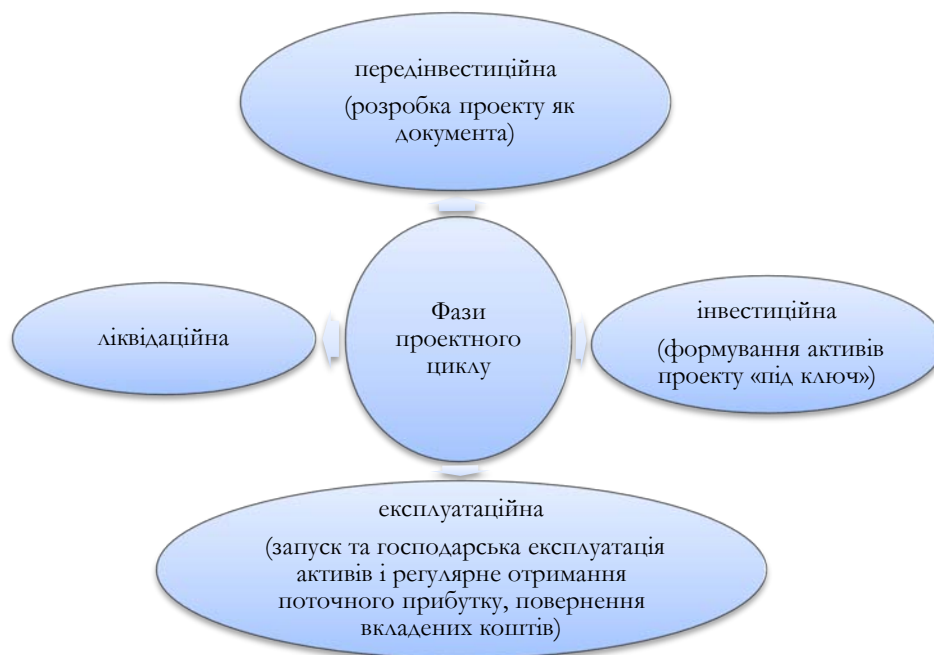 передінвестиційна
(розробка проекту як
документа)
Фази
проектного
циклу
ліквідаційна
інвестиційна
(формування активів
проекту «під ключ»)
експлуатаційна
(запуск та господарська експлуатація
активів і регулярне отримання
поточного прибутку, повернення
вкладених коштів)